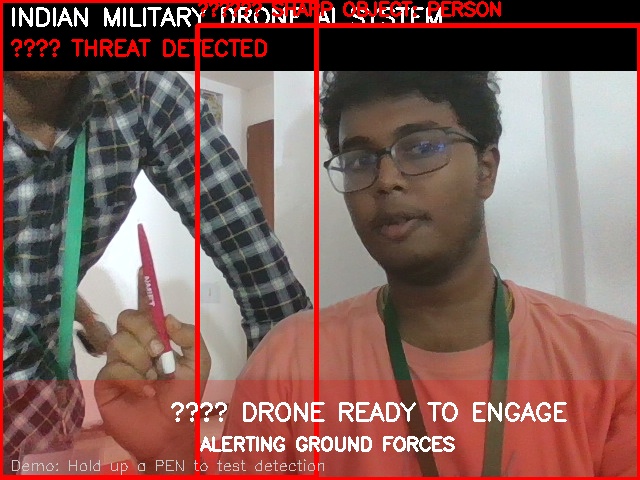 INDIAN MILITARY DRONE AI SYSTEM
?????? SHARP OBJECT: PERSON
???? THREAT DETECTED
???? DRONE READY TO ENGAGE
ALERTING GROUND FORCES
Demo: Hold up a PEN to test detection